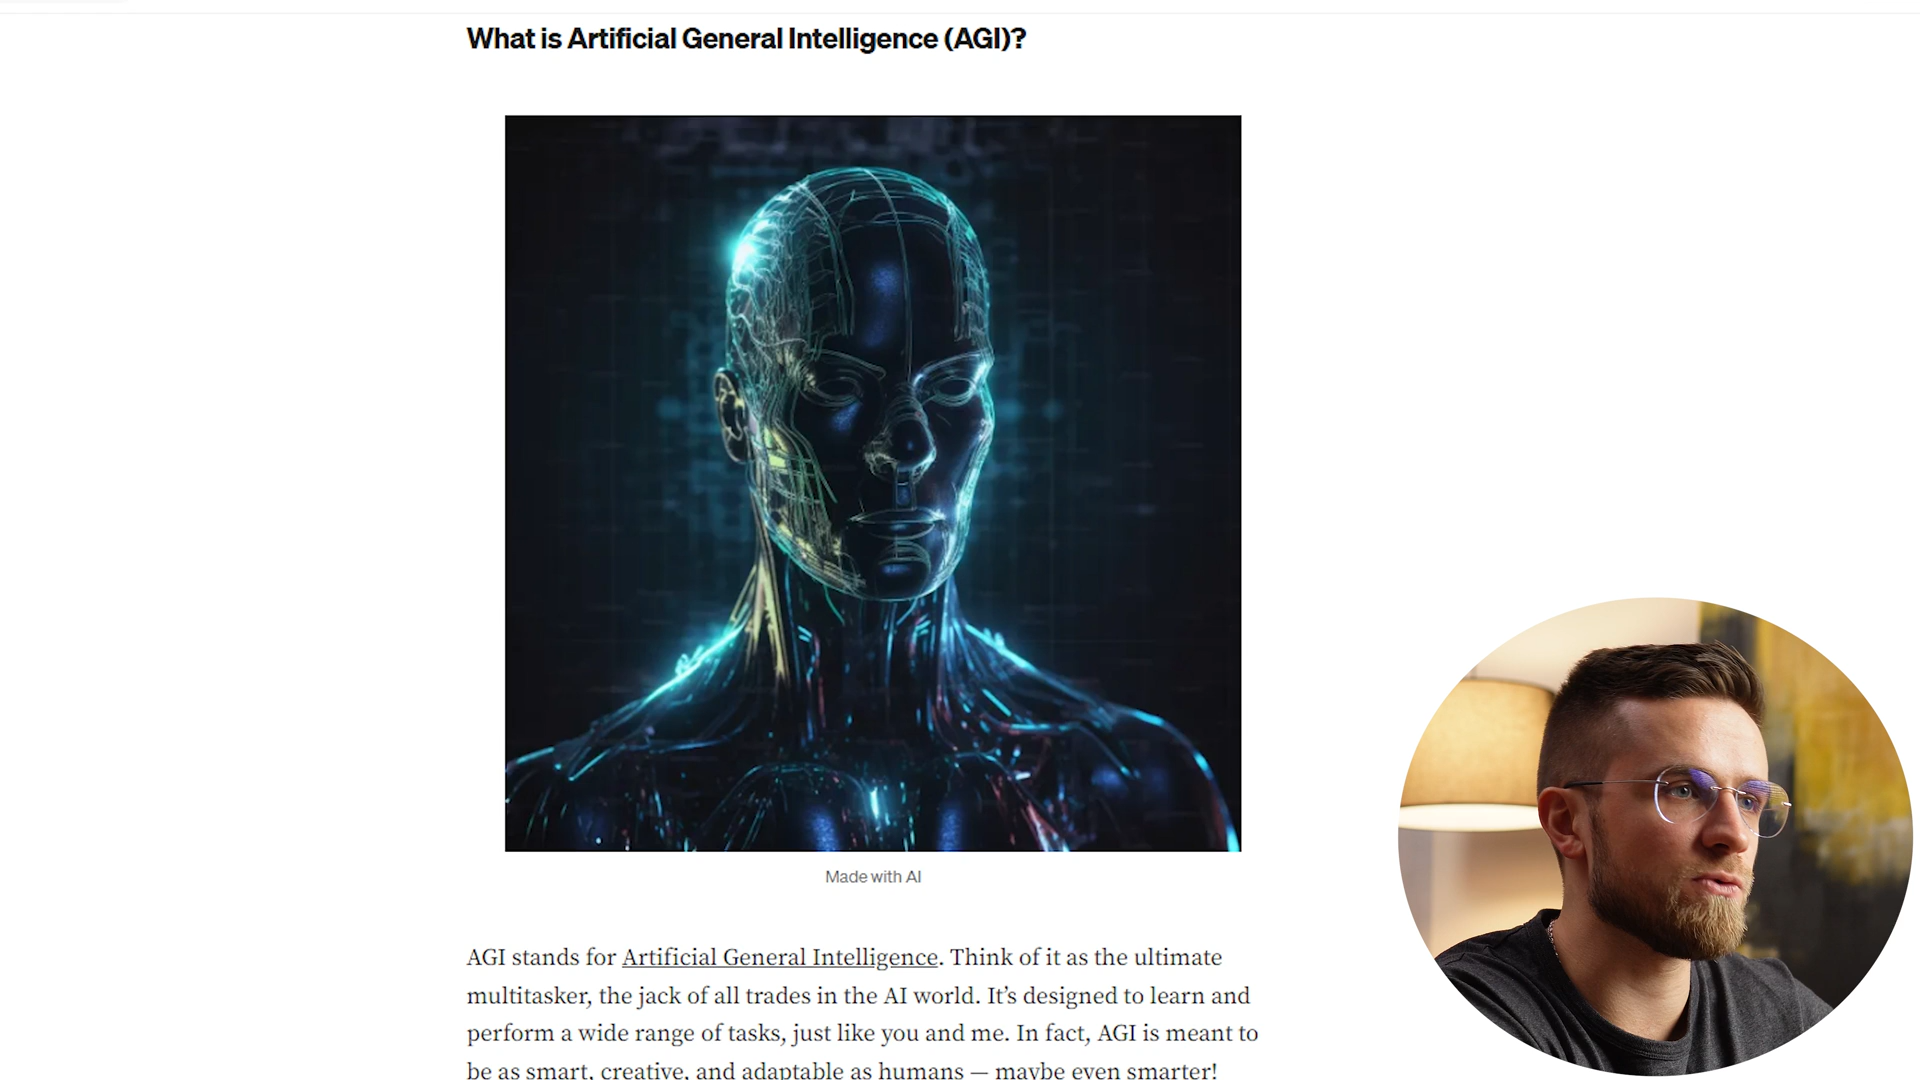 What is Artificial General Intelligence (AGI)?
Made with AI
AGI stands for Artificial General Intelligence. Think of it as the ultimate
multitasker, the jack of all trades in the AI world. It’s designed to learn and
perform a wide range of tasks, just like you and me. In fact, AGI is meant to
be as smart, creative, and adaptable as humans — maybe even smarter!